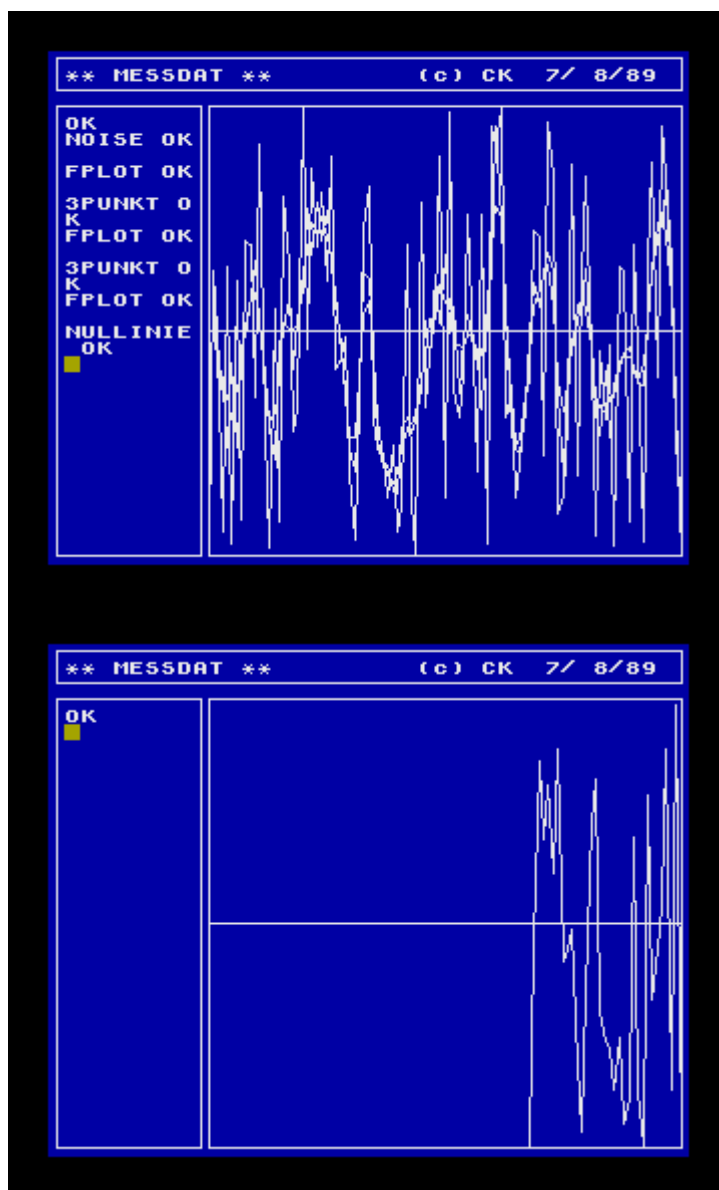 ** MESSDAT ** (c) CK 7/ 8/89
OK
NOISE OK
FPLOT OK
3PUNKT O
K
FPLOT OK
3PUNKT O
K
FPLOT OK
NULLINIE
OK
** MESSDAT ** (c) CK 7/ 8/89
OK